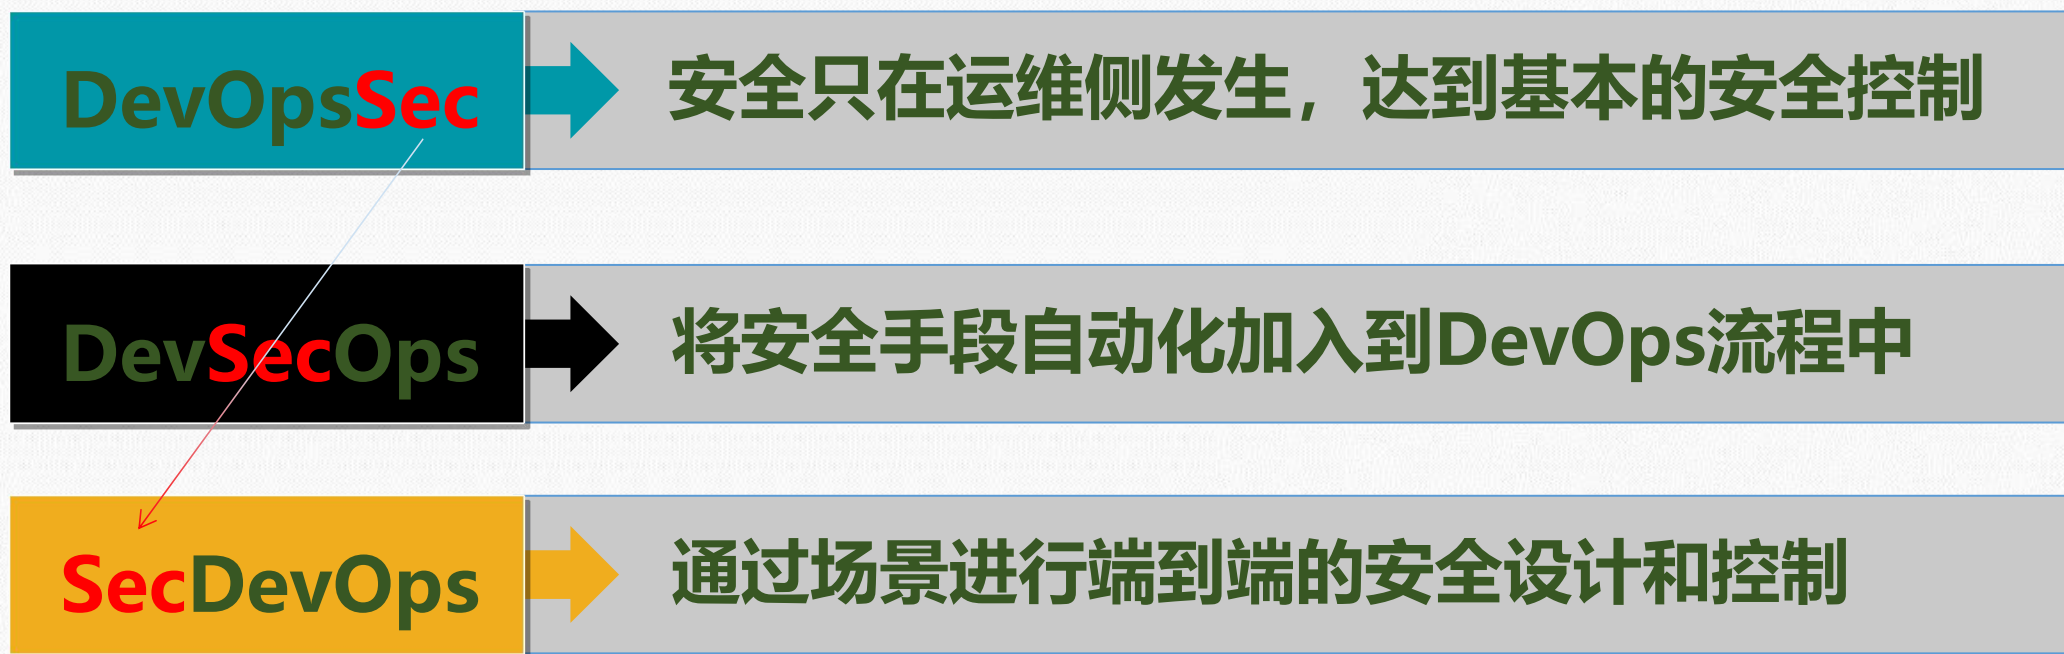 DevOpsSec
安全只在运维侧发生，达到基本的安全控制
DevSecOps
将安全手段自动化加入到DevOps流程中
SecDevOps
通过场景进行端到端的安全设计和控制